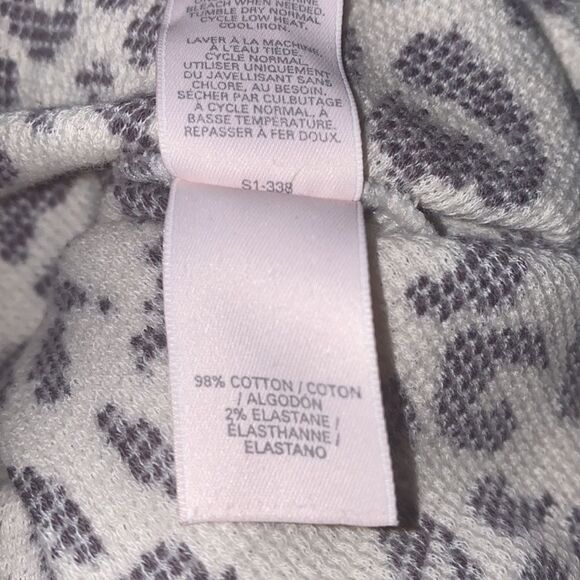 BLEACH WHEN NEEDED,
TUMBLE DRY NORMAL
CYCLE LOW HEAT,
COOL IRON.
LAVER À LA MACHINE,
À L'EAU TIÈDE,
CYCLE NORMAL,
UTILISER UNIQUEMENT
DU JAVELLISANT SANS
CHLORE, AU BESOIN,
SÉCHER PAR CULBUTAGE
À CYCLE NORMAL, À
BASSE TEMPÉRATURE,
REPASSER À FER DOUX.
S1-338
98% COTTON / COTON
/ ALGODÓN
2% ELASTANE /
ÉLASTHANNE /
ELASTANO